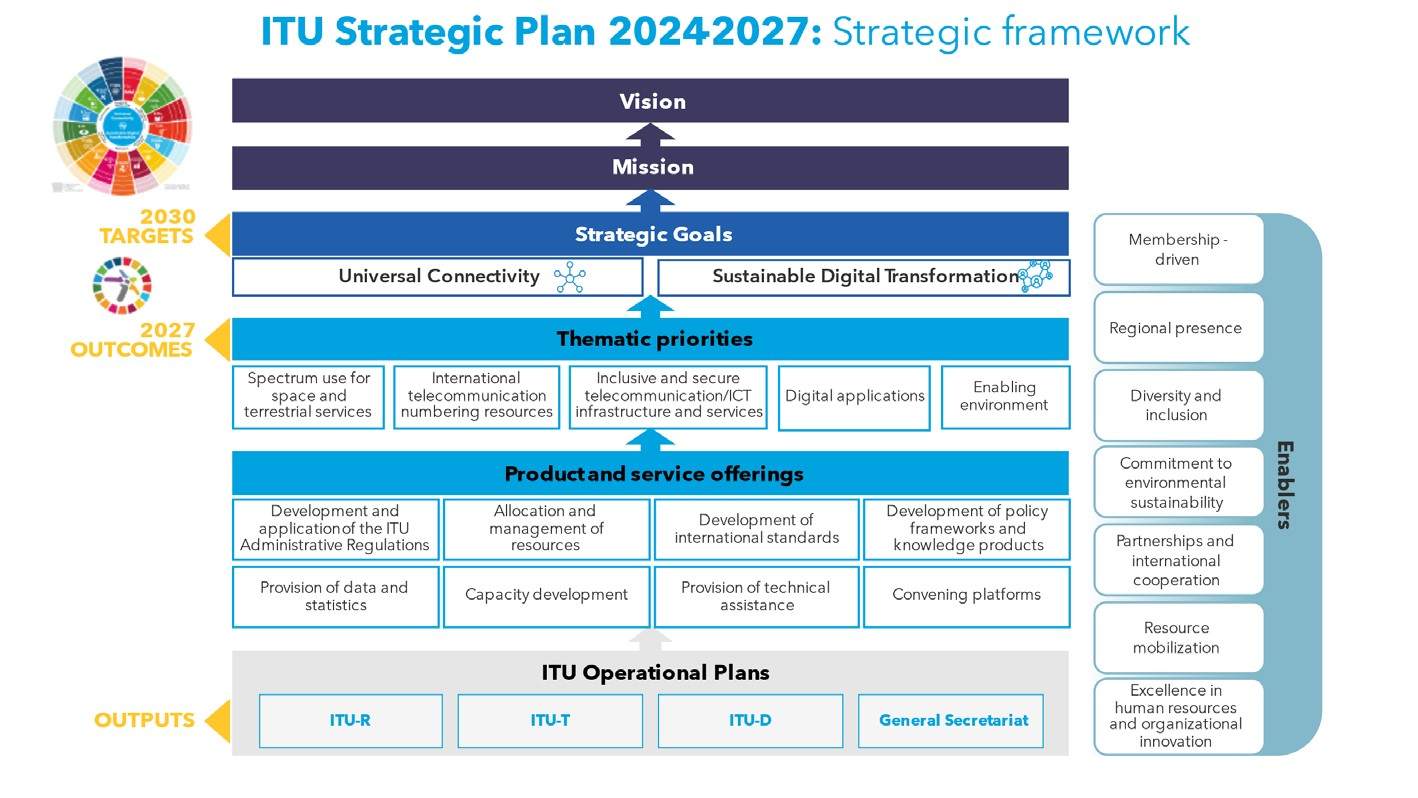 ITU Strategic Plan 2024-2027: Strategic framework
Vision
Mission
2030
TARGETS
Strategic Goals
Universal Connectivity
Sustainable Digital Transformation
2027
OUTCOMES
Thematic priorities
Spectrum use for
space and
terrestrial services
International
telecommunication
numbering resources
Inclusive and secure
telecommunication/ICT
infrastructure and services
Digital applications
Enabling
environment
Product and service offerings
Development and
application of the ITU
Administrative Regulations
Allocation and
management of
resources
Development of
international standards
Development of policy
frameworks and
knowledge products
Provision of data and
statistics
Capacity development
Provision of technical
assistance
Convening platforms
ITU Operational Plans
OUTPUTS
ITU-R
ITU-T
ITU-D
General Secretariat
Membership -
driven
Regional presence
Diversity and
inclusion
Commitment to
environmental
sustainability
Partnerships and
international
cooperation
Resource
mobilization
Excellence in
human resources
and organizational
innovation
Enablers